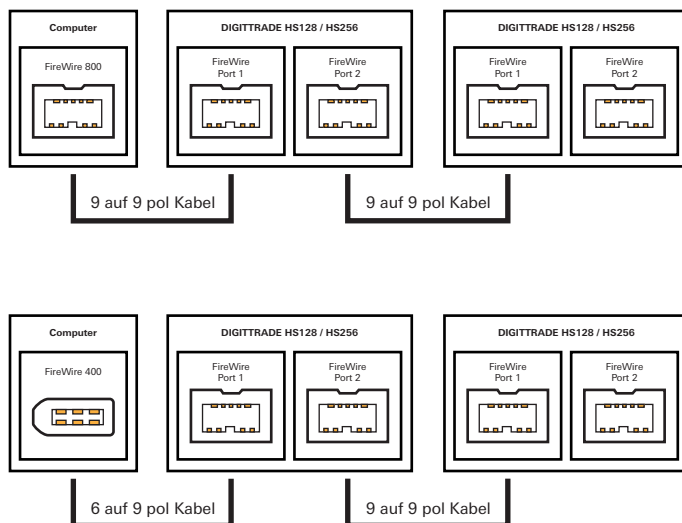 Computer
DIGITTRADE HS128 / HS256
DIGITTRADE HS128 / HS256
FireWire 800
FireWire
Port 1
FireWire
Port 2
FireWire
Port 1
FireWire
Port 2
9 auf 9 pol Kabel
9 auf 9 pol Kabel
Computer
DIGITTRADE HS128 / HS256
DIGITTRADE HS128 / HS256
FireWire 400
FireWire
Port 1
FireWire
Port 2
FireWire
Port 1
FireWire
Port 2
6 auf 9 pol Kabel
9 auf 9 pol Kabel